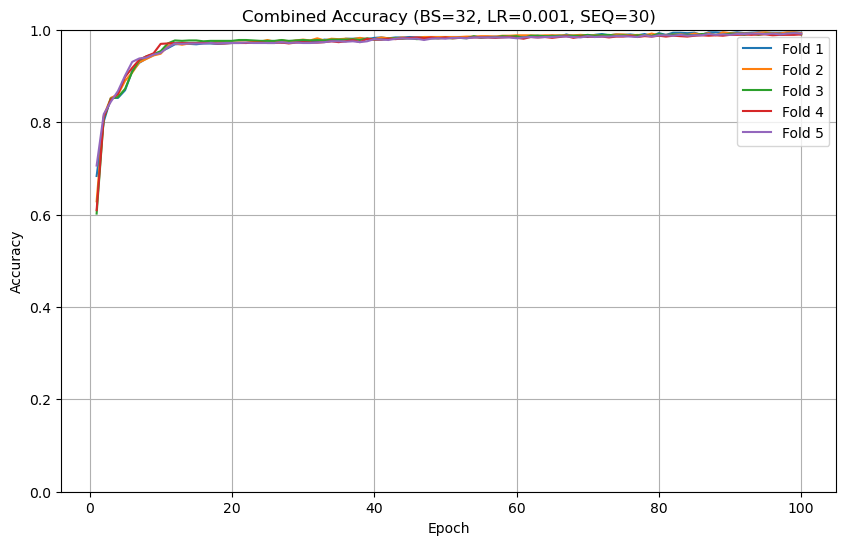 Combined Accuracy (BS=32, LR=0.001, SEQ=30)
1.0
0.8
0.6
0.4
0.2
0.0
Accuracy
Fold 1
Fold 2
Fold 3
Fold 4
Fold 5
0 20 40 60 80 100
Epoch